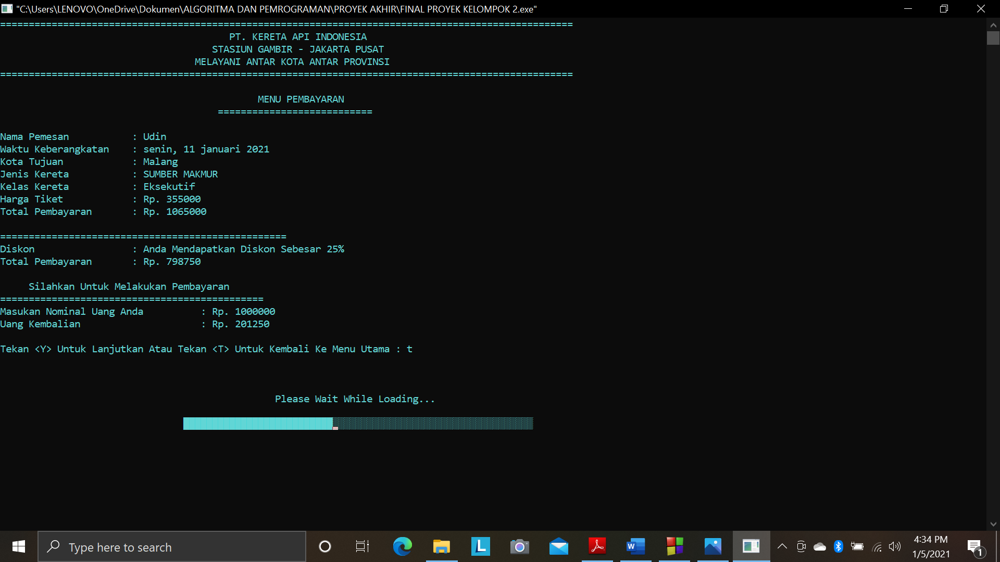 "C:\Users\LENOVO\OneDrive\Dokumen\ALGORITMA DAN PEMROGRAMAN\PROYEK AKHIR\FINAL PROYEK KELOMPOK 2.exe"
====================================================================================================
PT. KERETA API INDONESIA
STASIUN GAMBIR - JAKARTA PUSAT
MELAYANI ANTAR KOTA ANTAR PROVINSI
====================================================================================================
MENU PEMBAYARAN
===========================
Nama Pemesan : Udin
Waktu Keberangkatan : senin, 11 januari 2021
Kota Tujuan : Malang
Jenis Kereta : SUMBER MAKMUR
Kelas Kereta : Eksekutif
Harga Tiket : Rp. 355000
Total Pembayaran : Rp. 1065000
==================================================
Diskon : Anda Mendapatkan Diskon Sebesar 25%
Total Pembayaran : Rp. 798750
Silahkan Untuk Melakukan Pembayaran
==============================================
Masukan Nominal Uang Anda : Rp. 1000000
Uang Kembalian : Rp. 201250
Tekan <Y> Untuk Lanjutkan Atau Tekan <T> Untuk Kembali Ke Menu Utama : t
Please Wait While Loading...
Type here to search
L
W
4:34 PM
1/5/2021
1